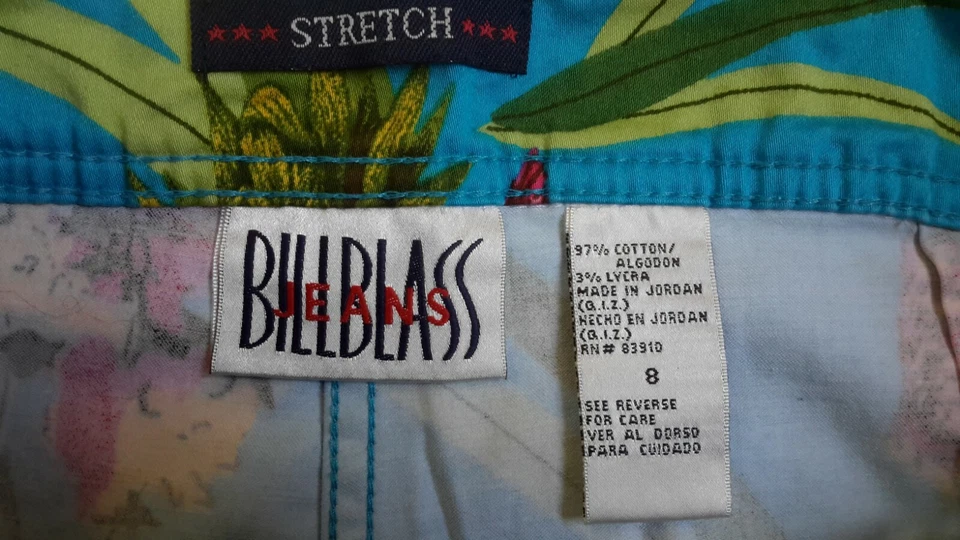 ★★★ STRETCH ★★★
BILLBLASS
JEANS
97% COTTON/
ALGODON
3% LYCRA
MADE IN JORDAN
(Q.I.Z.)
HECHO EN JORDAN
(Q.I.Z.)
RN# 83910
8
SEE REVERSE
FOR CARE
VER AL DORSO
PARA CUIDADO